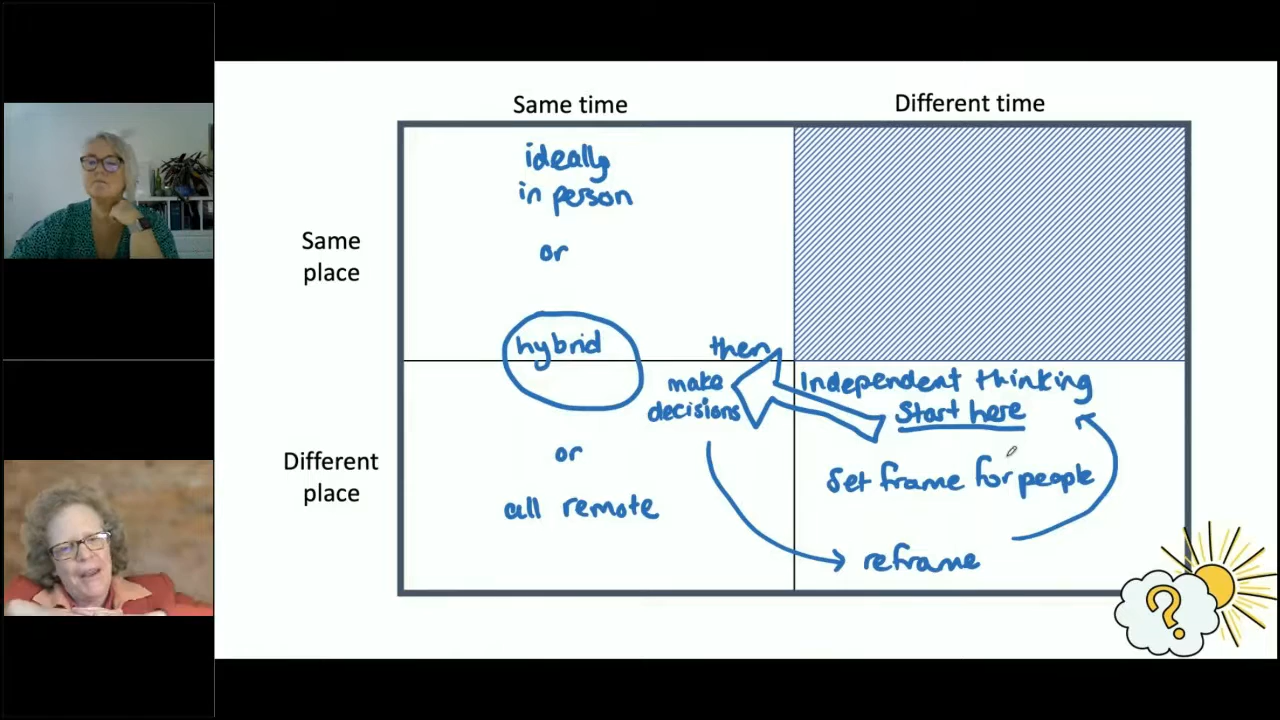 Same time
Different time
ideally
in person
or
Same
place
hybrid
then
make
decisions
Independent thinking
Start here
Different
place
or
all remote
Set frame for people
reframe
?